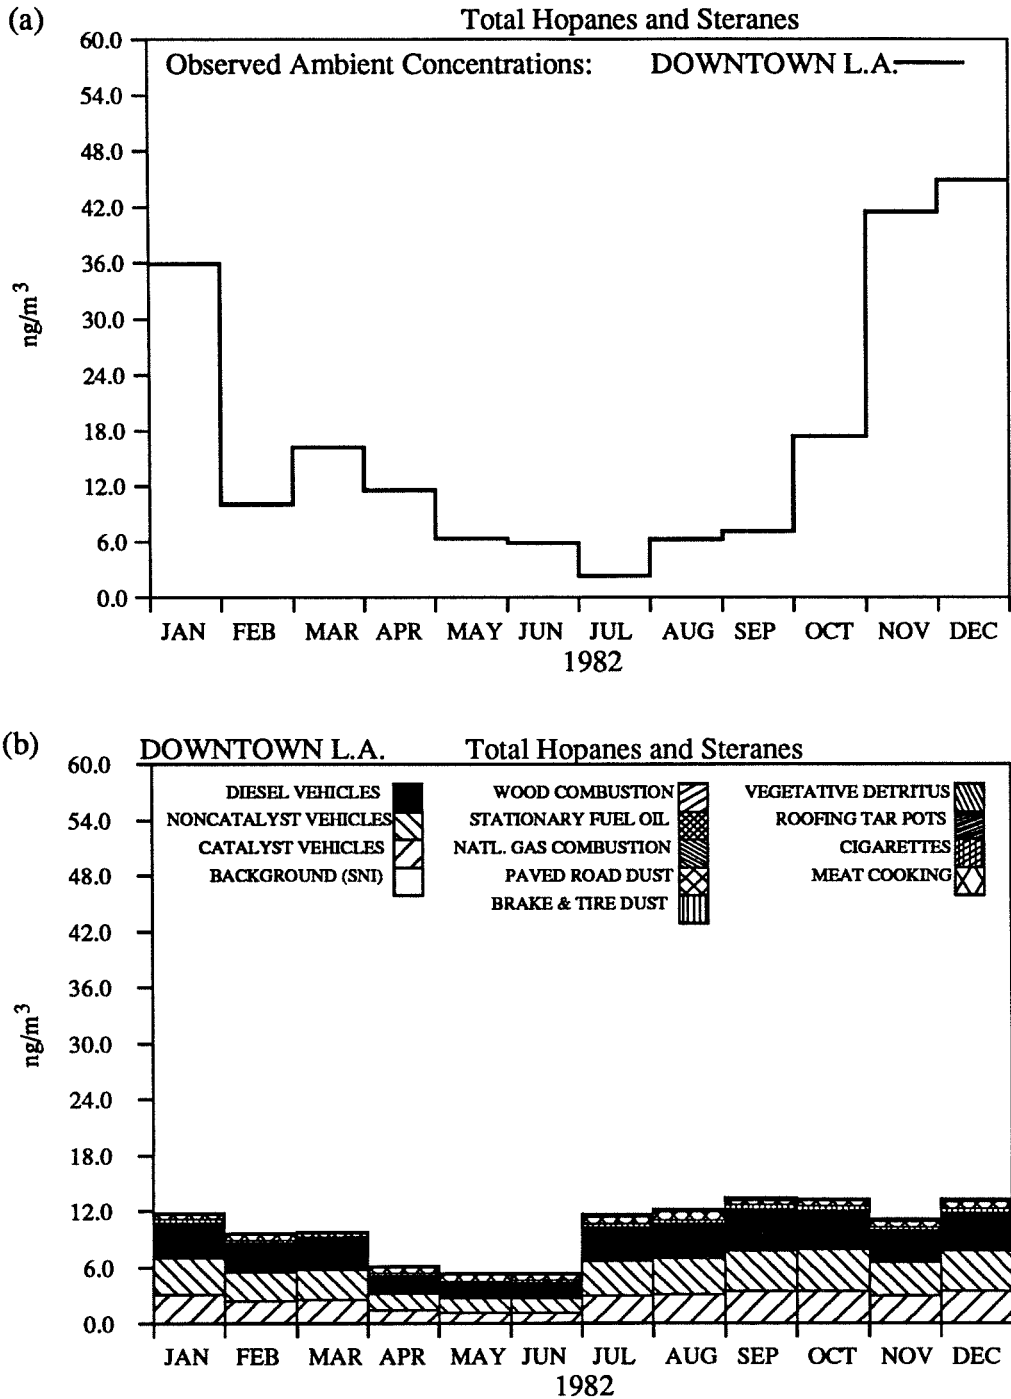 (a)
Total Hopanes and Steranes
60.0
Observed Ambient Concentrations: DOWNTOWN L.A.
54.0
48.0
42.0
36.0
30.0
24.0
18.0
12.0
6.0
0.0
ng/m³
JAN FEB MAR APR MAY JUN JUL AUG SEP OCT NOV DEC
1982
(b)
DOWNTOWN L.A. Total Hopanes and Steranes
60.0
DIESEL VEHICLES WOOD COMBUSTION VEGETATIVE DETRITUS
54.0
NONCATALYST VEHICLES STATIONARY FUEL OIL ROOFING TAR POTS
CATALYST VEHICLES NATL. GAS COMBUSTION CIGARETTES
48.0
BACKGROUND (SNI) PAVED ROAD DUST MEAT COOKING
BRAKE & TIRE DUST
42.0
36.0
30.0
24.0
18.0
12.0
6.0
0.0
ng/m³
JAN FEB MAR APR MAY JUN JUL AUG SEP OCT NOV DEC
1982